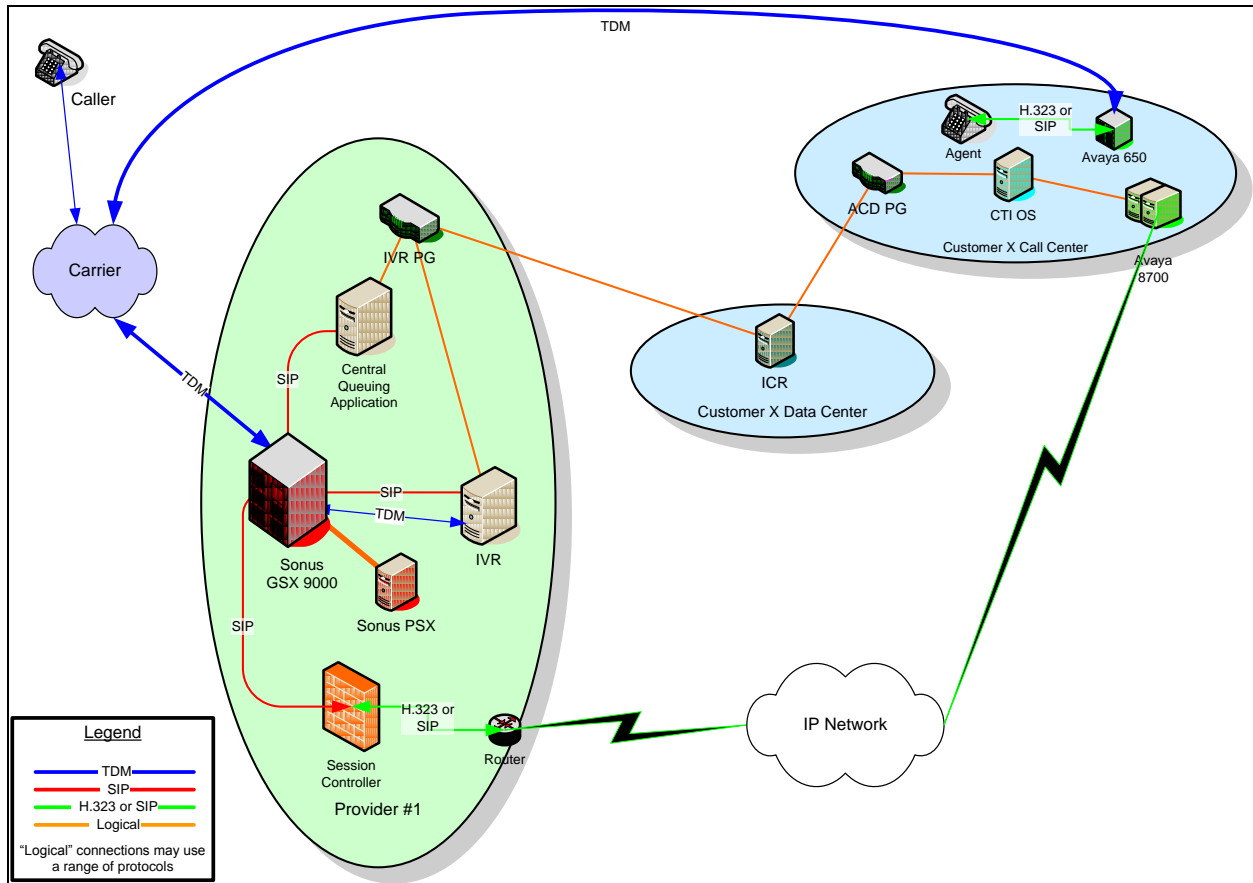 TDM
TDM
Caller
Carrier
TDM
H.323 or
SIP
Agent
Avaya 650
ACD PG
CTI OS
Customer X Call Center
Avaya
8700
IVR PG
Central
Queuing
Application
SIP
ICR
Customer X Data Center
SIP
TDM
Sonus
GSX 9000
IVR
Sonus PSX
SIP
H.323 or
SIP
Session
Controller
Router
Provider #1
IP Network
Legend
TDM
SIP
H.323 or SIP
Logical
“Logical” connections may use
a range of protocols